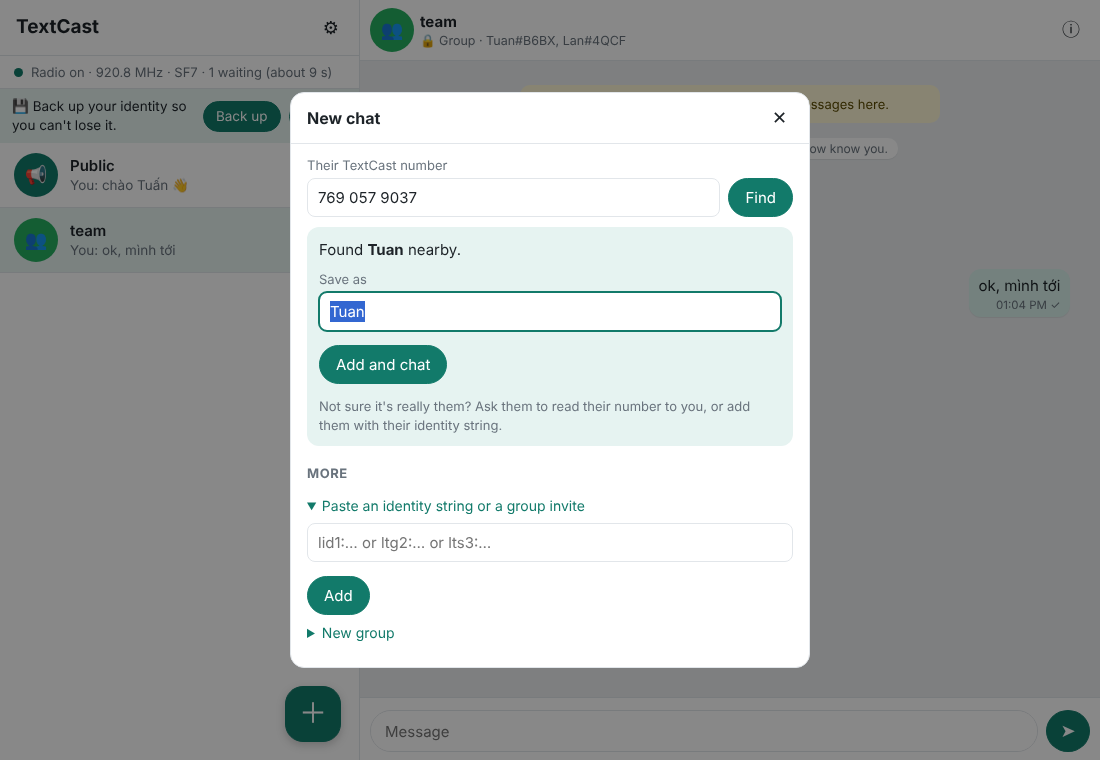 TextCast
Radio on · 920.8 MHz · SF7 · 1 waiting (about 9 s)
💾 Back up your identity so
you can't lose it.
Back up
Public
You: chào Tuấn 👋
team
You: ok, mình tới
team
🔒 Group · Tuan#B6BX, Lan#4QCF
ssages here.
ow know you.
ok, mình tới
01:04 PM ✓
New chat
Their TextCast number
769 057 9037
Find
Found Tuan nearby.
Save as
Tuan
Add and chat
Not sure it's really them? Ask them to read their number to you, or add
them with their identity string.
MORE
▼ Paste an identity string or a group invite
lid1:... or ltg2:... or lts3:...
Add
▶ New group
Message